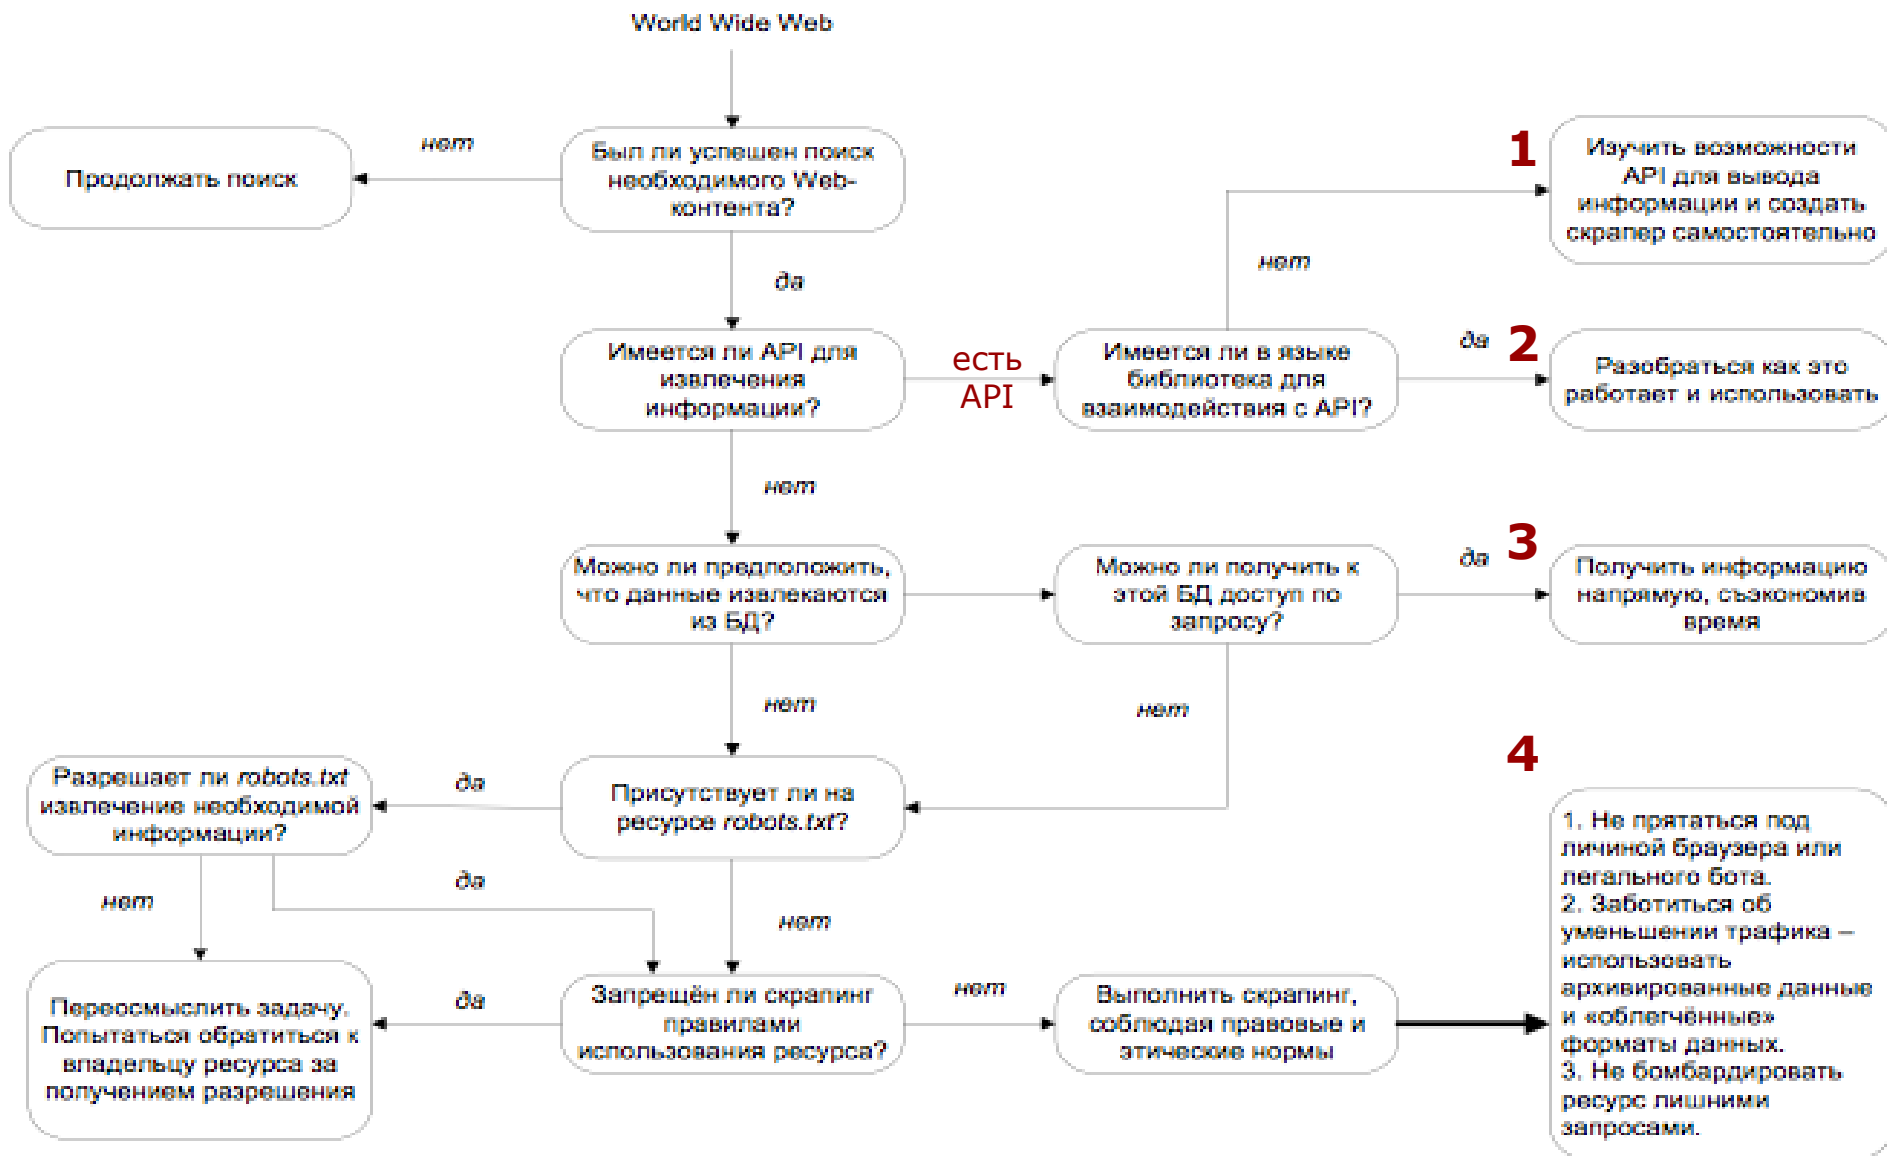 World Wide Web
нет
Был ли успешен поиск
необходимого Web-
контента?
Продолжать поиск
1
Изучить возможности
API для вывода
информации и создать
скрапер самостоятельно
да
нет
Имеется ли API для
извлечения
информации?
есть
API
Имеется ли в языке
библиотека для
взаимодействия с API?
да
2
Разобраться как это
работает и использовать
нет
Можно ли предположить,
что данные извлекаются
из БД?
Можно ли получить к
этой БД доступ по
запросу?
да
3
Получить информацию
напрямую, съэкономив
время
нет
нет
Разрешает ли robots.txt
извлечение необходимой
информации?
да
Присутствует ли на
ресурсе robots.txt?
4
да
нет
нет
Переосмыслить задачу.
Попытаться обратиться к
владельцу ресурса за
получением разрешения
да
Запрещён ли скрапинг
правилами
использования ресурса?
нет
Выполнить скрапинг,
соблюдая правовые и
этические нормы
1. Не прятаться под
личиной браузера или
легального бота.
2. Заботиться об
уменьшении трафика –
использовать
архивированные данные
и «облегчённые»
форматы данных.
3. Не бомбардировать
ресурс лишними
запросами.